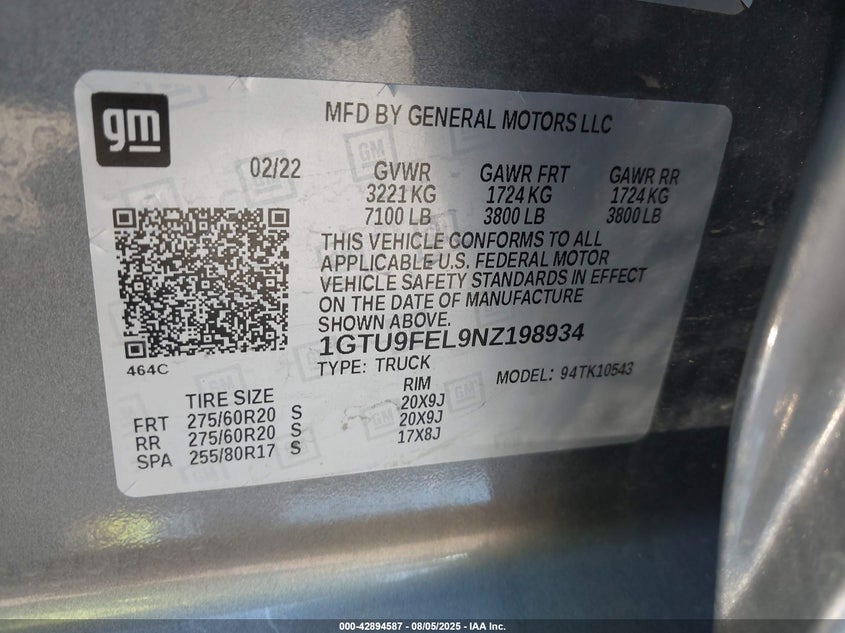 gm
MFD BY GENERAL MOTORS LLC
02/22
GVWR GAWR FRT GAWR RR
3221 KG 1724 KG 1724 KG
7100 LB 3800 LB 3800 LB
THIS VEHICLE CONFORMS TO ALL
APPLICABLE U.S. FEDERAL MOTOR
VEHICLE SAFETY STANDARDS IN EFFECT
ON THE DATE OF MANUFACTURE
SHOWN ABOVE.
1GTU9FEL9NZ198934
464C
TYPE: TRUCK MODEL: 94TK10543
TIRE SIZE RIM
FRT 275/60R20 S 20X9J
RR 275/60R20 S 20X9J
SPA 255/80R17 S 17X8J
000-42894587 - 08/05/2025 - IAA Inc.